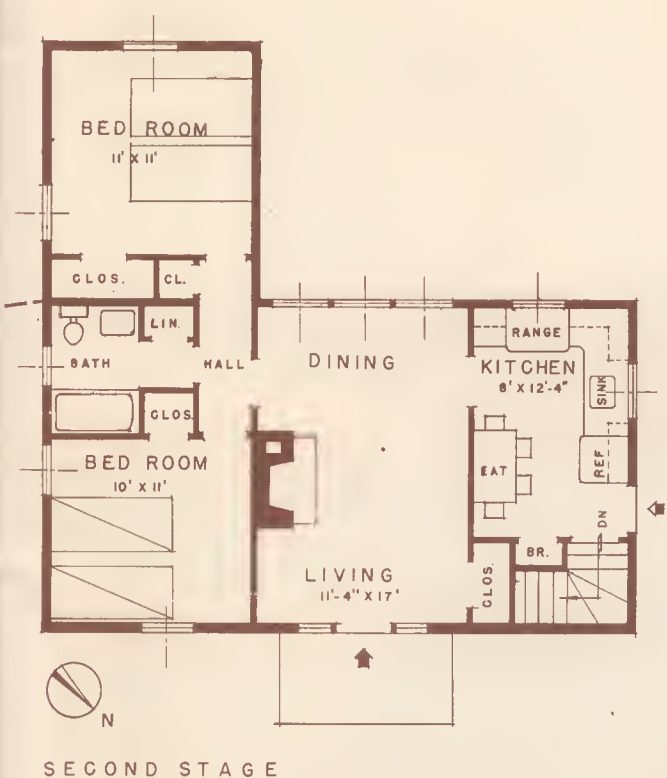 BED ROOM
11' X 11'
CLOS.
CL.
LIN.
BATH
HALL
DINING
RANGE
KITCHEN
8' X 12'-4"
SINK
CLOS.
BED ROOM
10' X 11'
EAT
REF
DN
BR.
LIVING
11'-4" X 17'
CLOS.
N
SECOND STAGE